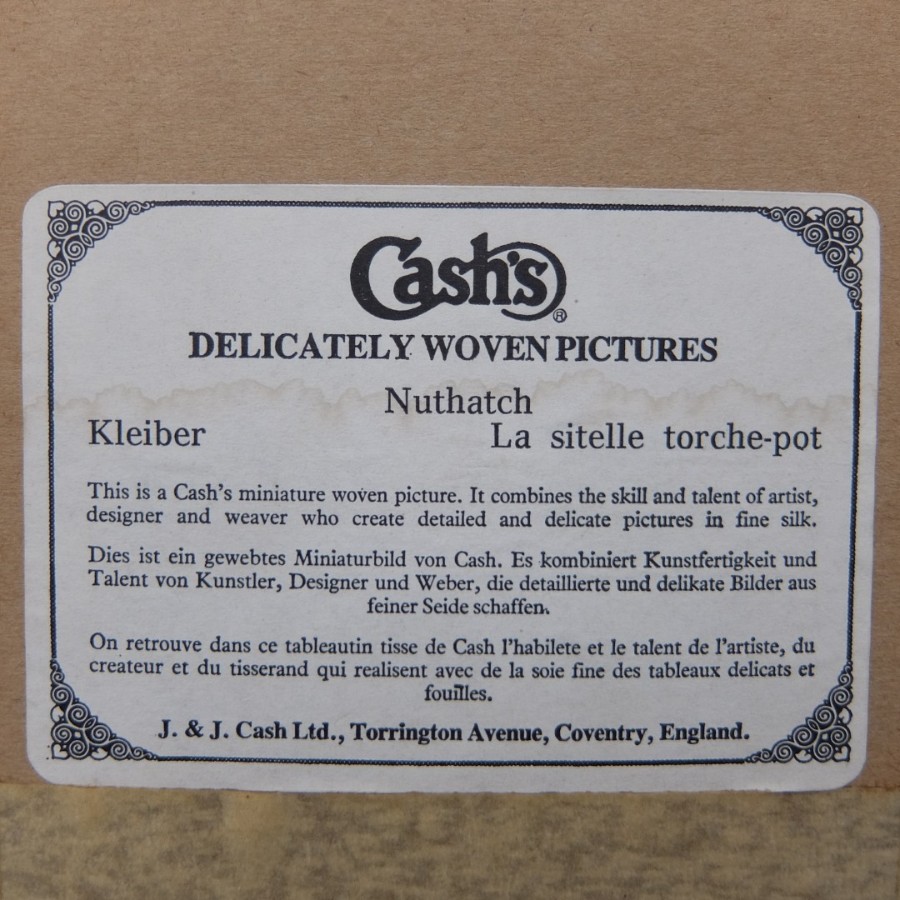 Cash's®
DELICATELY WOVEN PICTURES
Nuthatch
Kleiber La sitelle torche-pot
This is a Cash's miniature woven picture. It combines the skill and talent of artist,
designer and weaver who create detailed and delicate pictures in fine silk.
Dies ist ein gewebtes Miniaturbild von Cash. Es kombiniert Kunstfertigkeit und
Talent von Kunstler, Designer und Weber, die detaillierte und delikate Bilder aus
feiner Seide schaffen.
On retrouve dans ce tableautin tisse de Cash l'habilete et le talent de l'artiste, du
createur et du tisserand qui realisent avec de la soie fine des tableaux delicats et
fouilles.
J. & J. Cash Ltd., Torrington Avenue, Coventry, England.